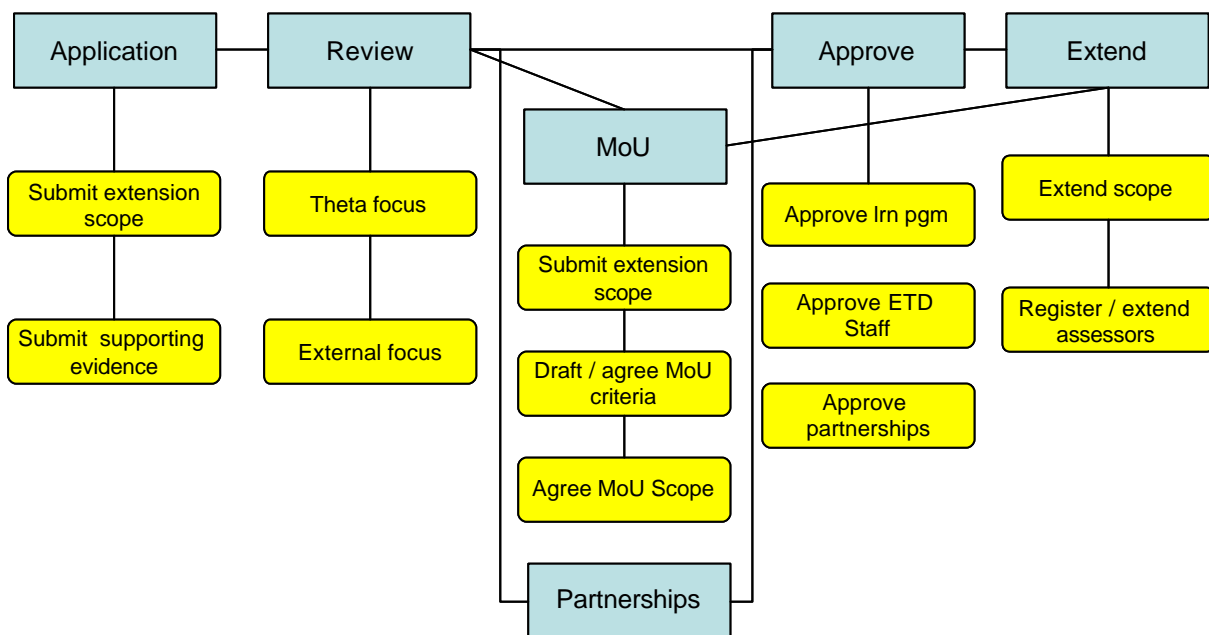 Application
Review
Approve
Extend
MoU
Submit extension
scope
Submit supporting
evidence
Theta focus
External focus
Submit extension
scope
Draft / agree MoU
criteria
Agree MoU Scope
Partnerships
Approve lrn pgm
Approve ETD
Staff
Approve
partnerships
Extend scope
Register / extend
assessors